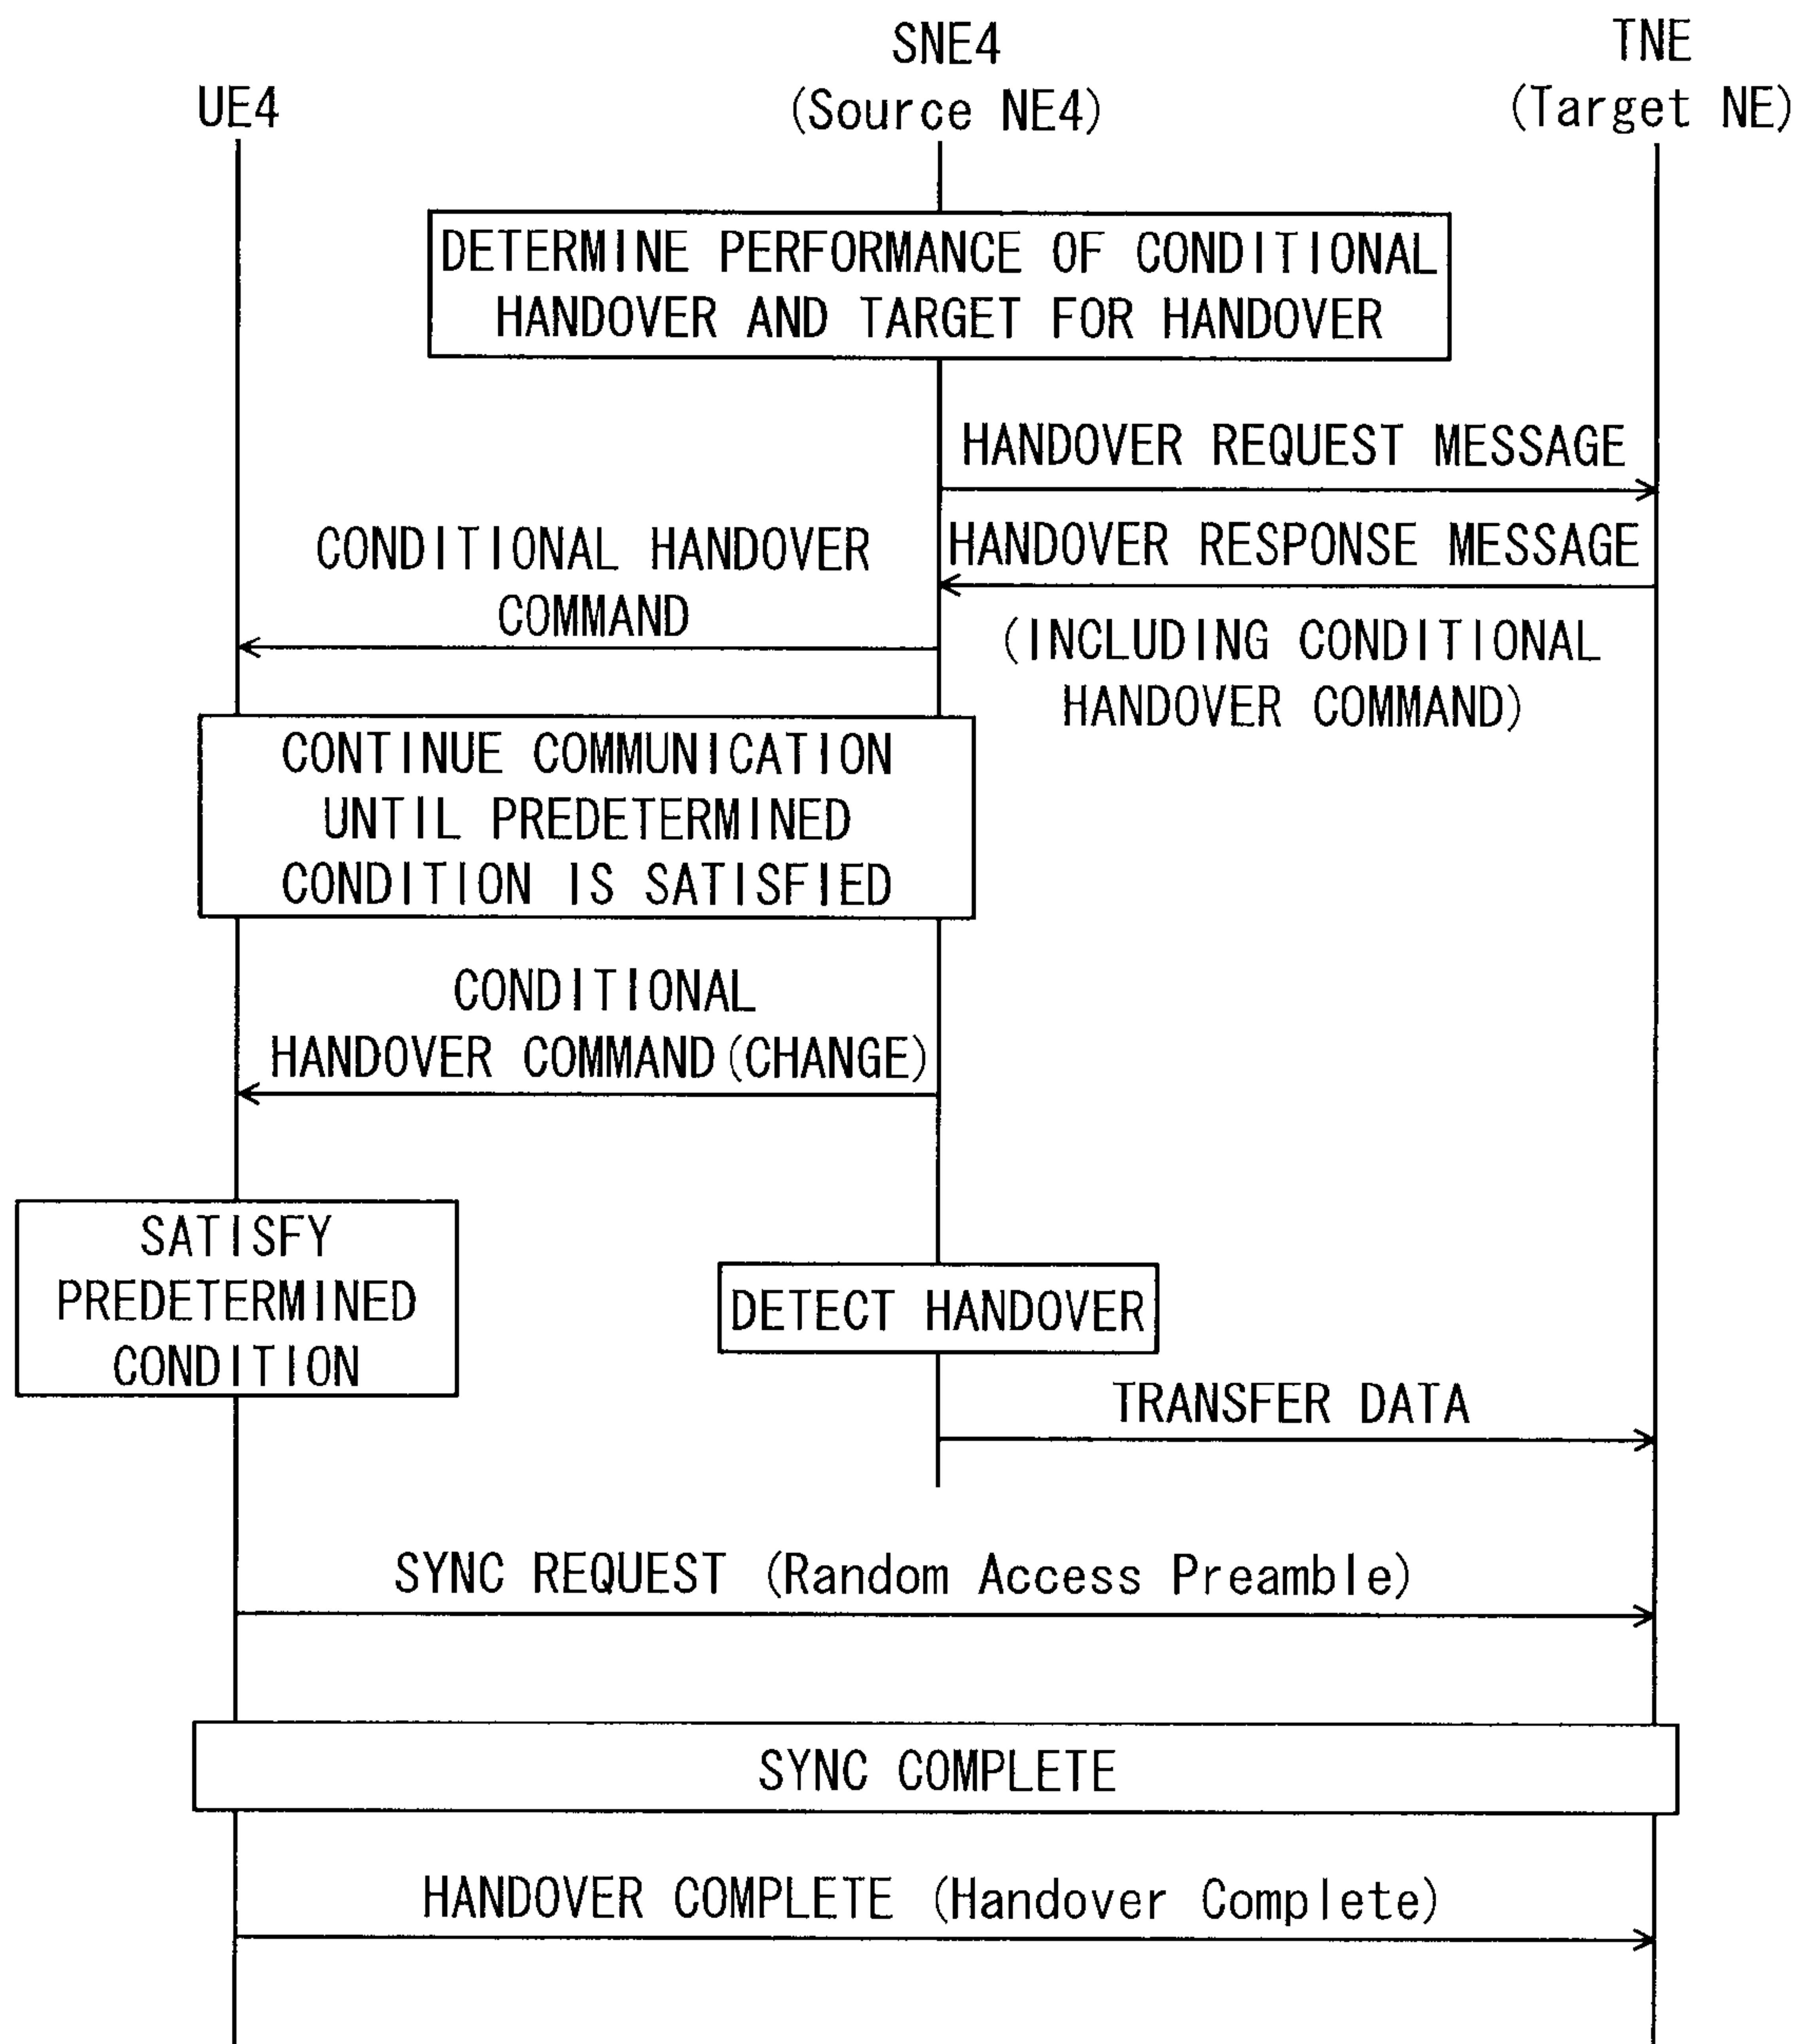 UE4
SNE4
(Source NE4)
TNE
(Target NE)
DETERMINE PERFORMANCE OF CONDITIONAL
HANDOVER AND TARGET FOR HANDOVER
HANDOVER REQUEST MESSAGE
HANDOVER RESPONSE MESSAGE
(INCLUDING CONDITIONAL
HANDOVER COMMAND)
CONDITIONAL HANDOVER
COMMAND
CONTINUE COMMUNICATION
UNTIL PREDETERMINED
CONDITION IS SATISFIED
CONDITIONAL
HANDOVER COMMAND(CHANGE)
SATISFY
PREDETERMINED
CONDITION
DETECT HANDOVER
TRANSFER DATA
SYNC REQUEST (Random Access Preamble)
SYNC COMPLETE
HANDOVER COMPLETE (Handover Complete)